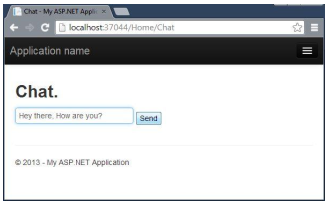 Chat - My ASP.NET Applic
localhost:37044/Home/Chat
Application name
Chat.
Hey there, How are you?
Send
© 2013 - My ASP.NET Application